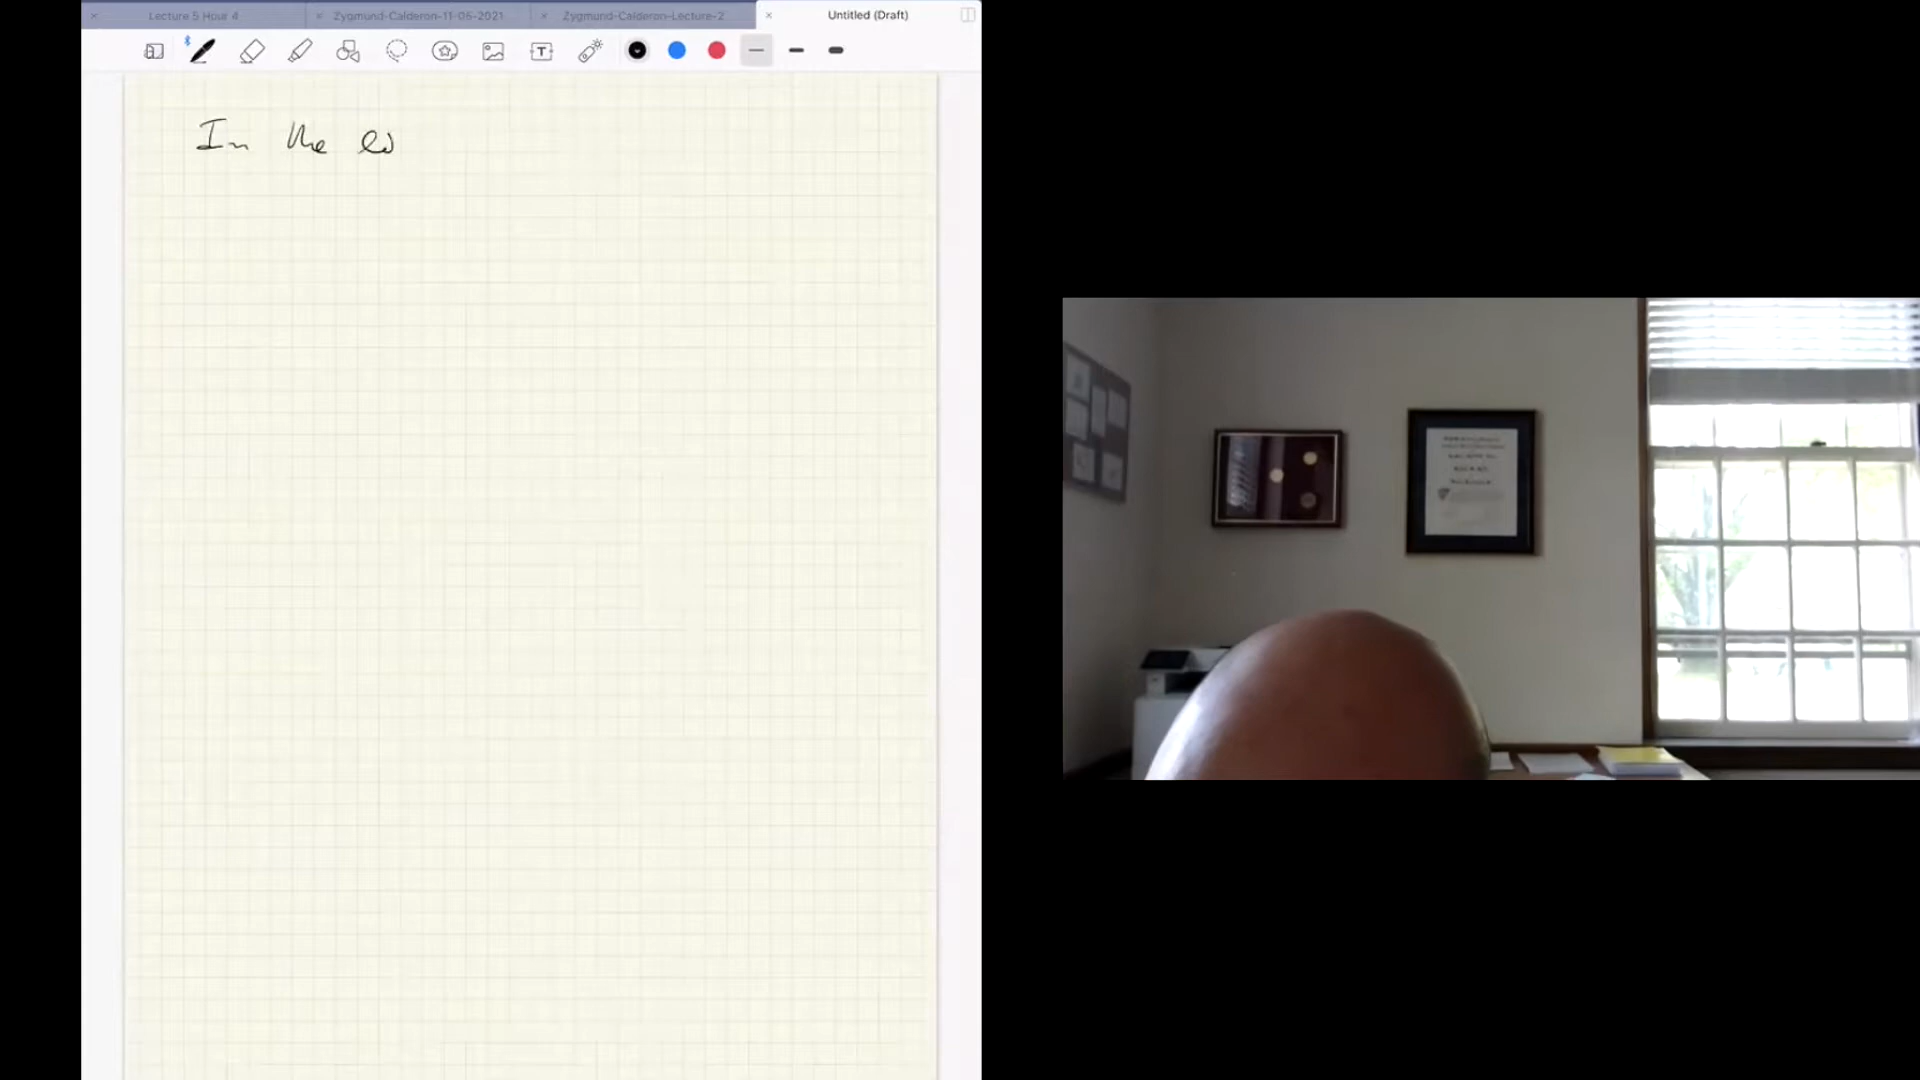 Lecture 5 Hour 4
Zygmund-Calderon-11-05-2021
Zygmund-Calderon-Lecture-2
Untitled (Draft)
T
In the